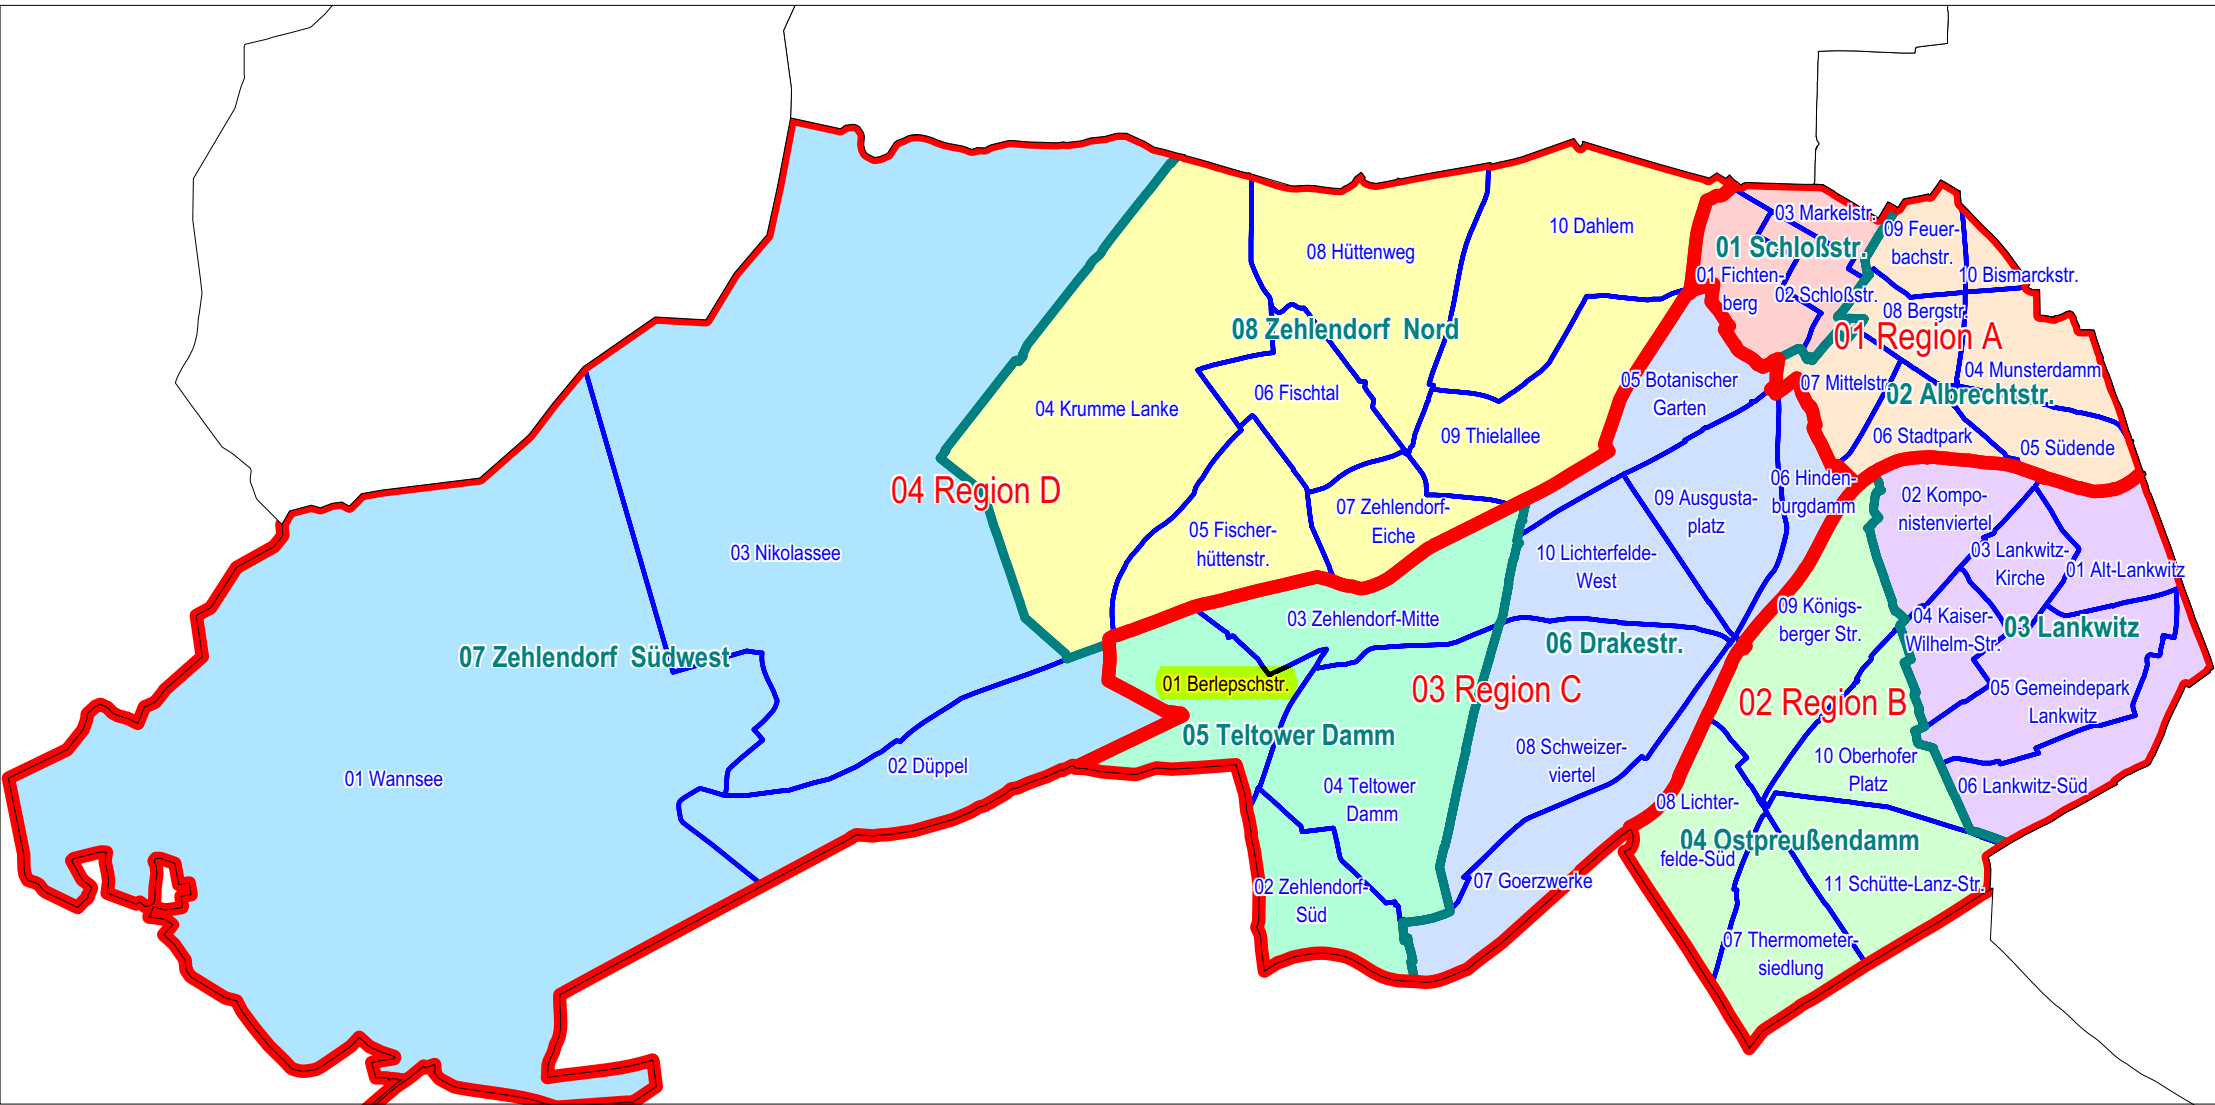 03 Markelstr.
10 Dahlem
09 Feuer-
bachstr.
01 Schloßstr.
08 Hüttenweg
01 Fichten-
berg
10 Bismarckstr.
02 Schloßstr.
08 Bergstr.
08 Zehlendorf Nord
01 Region A
04 Munsterdamm
05 Botanischer
Garten
07 Mittelstr.
02 Albrechtstr.
06 Fischtal
04 Krumme Lanke
09 Thielallee
06 Stadtpark
05 Südende
04 Region D
06 Hinden-
burgdamm
02 Kompo-
nistenviertel
09 Ausgusta-
platz
07 Zehlendorf-
Eiche
05 Fischer-
hüttenstr.
03 Nikolassee
10 Lichterfelde-
West
03 Lankwitz-
Kirche
01 Alt-Lankwitz
09 Königs-
berger Str.
04 Kaiser-
Wilhelm-Str.
03 Lankwitz
03 Zehlendorf-Mitte
06 Drakestr.
07 Zehlendorf Südwest
01 Berlepschstr.
03 Region C
02 Region B
05 Gemeindepark
Lankwitz
05 Teltower Damm
08 Schweizer-
viertel
10 Oberhofer
Platz
02 Düppel
01 Wannsee
04 Teltower
Damm
06 Lankwitz-Süd
08 Lichter-
felde-Süd
04 Ostpreußendamm
07 Goerzwerke
02 Zehlendorf-
Süd
11 Schütte-Lanz-Str.
07 Thermometer-
siedlung